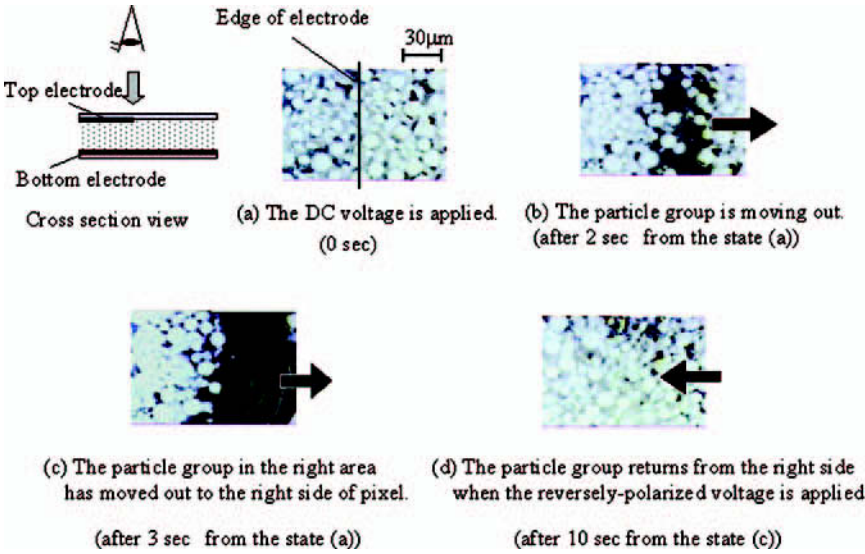 Edge of electrode
30μm
Top electrode
Bottom electrode
Cross section view
(a) The DC voltage is applied.
(0 sec)
(b) The particle group is moving out.
(after 2 sec from the state (a))
(c) The particle group in the right area
has moved out to the right side of pixel.
(after 3 sec from the state (a))
(d) The particle group returns from the right side
when the reversely-polarized voltage is applied
(after 10 sec from the state (c))